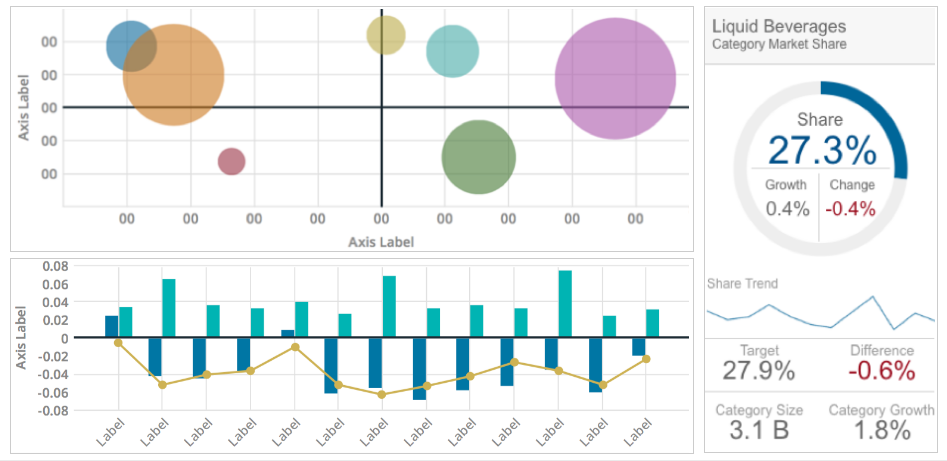 00
00
00
00
00
Axis Label
00 00 00 00 00 00 00 00 00
Axis Label
0.08
0.06
0.04
0.02
0
-0.02
-0.04
-0.06
-0.08
Axis Label
Label Label Label Label Label Label Label Label Label Label Label Label Label
Liquid Beverages
Category Market Share
Share
27.3%
Growth Change
0.4% -0.4%
Share Trend
Target Difference
27.9% -0.6%
Category Size Category Growth
3.1 B 1.8%